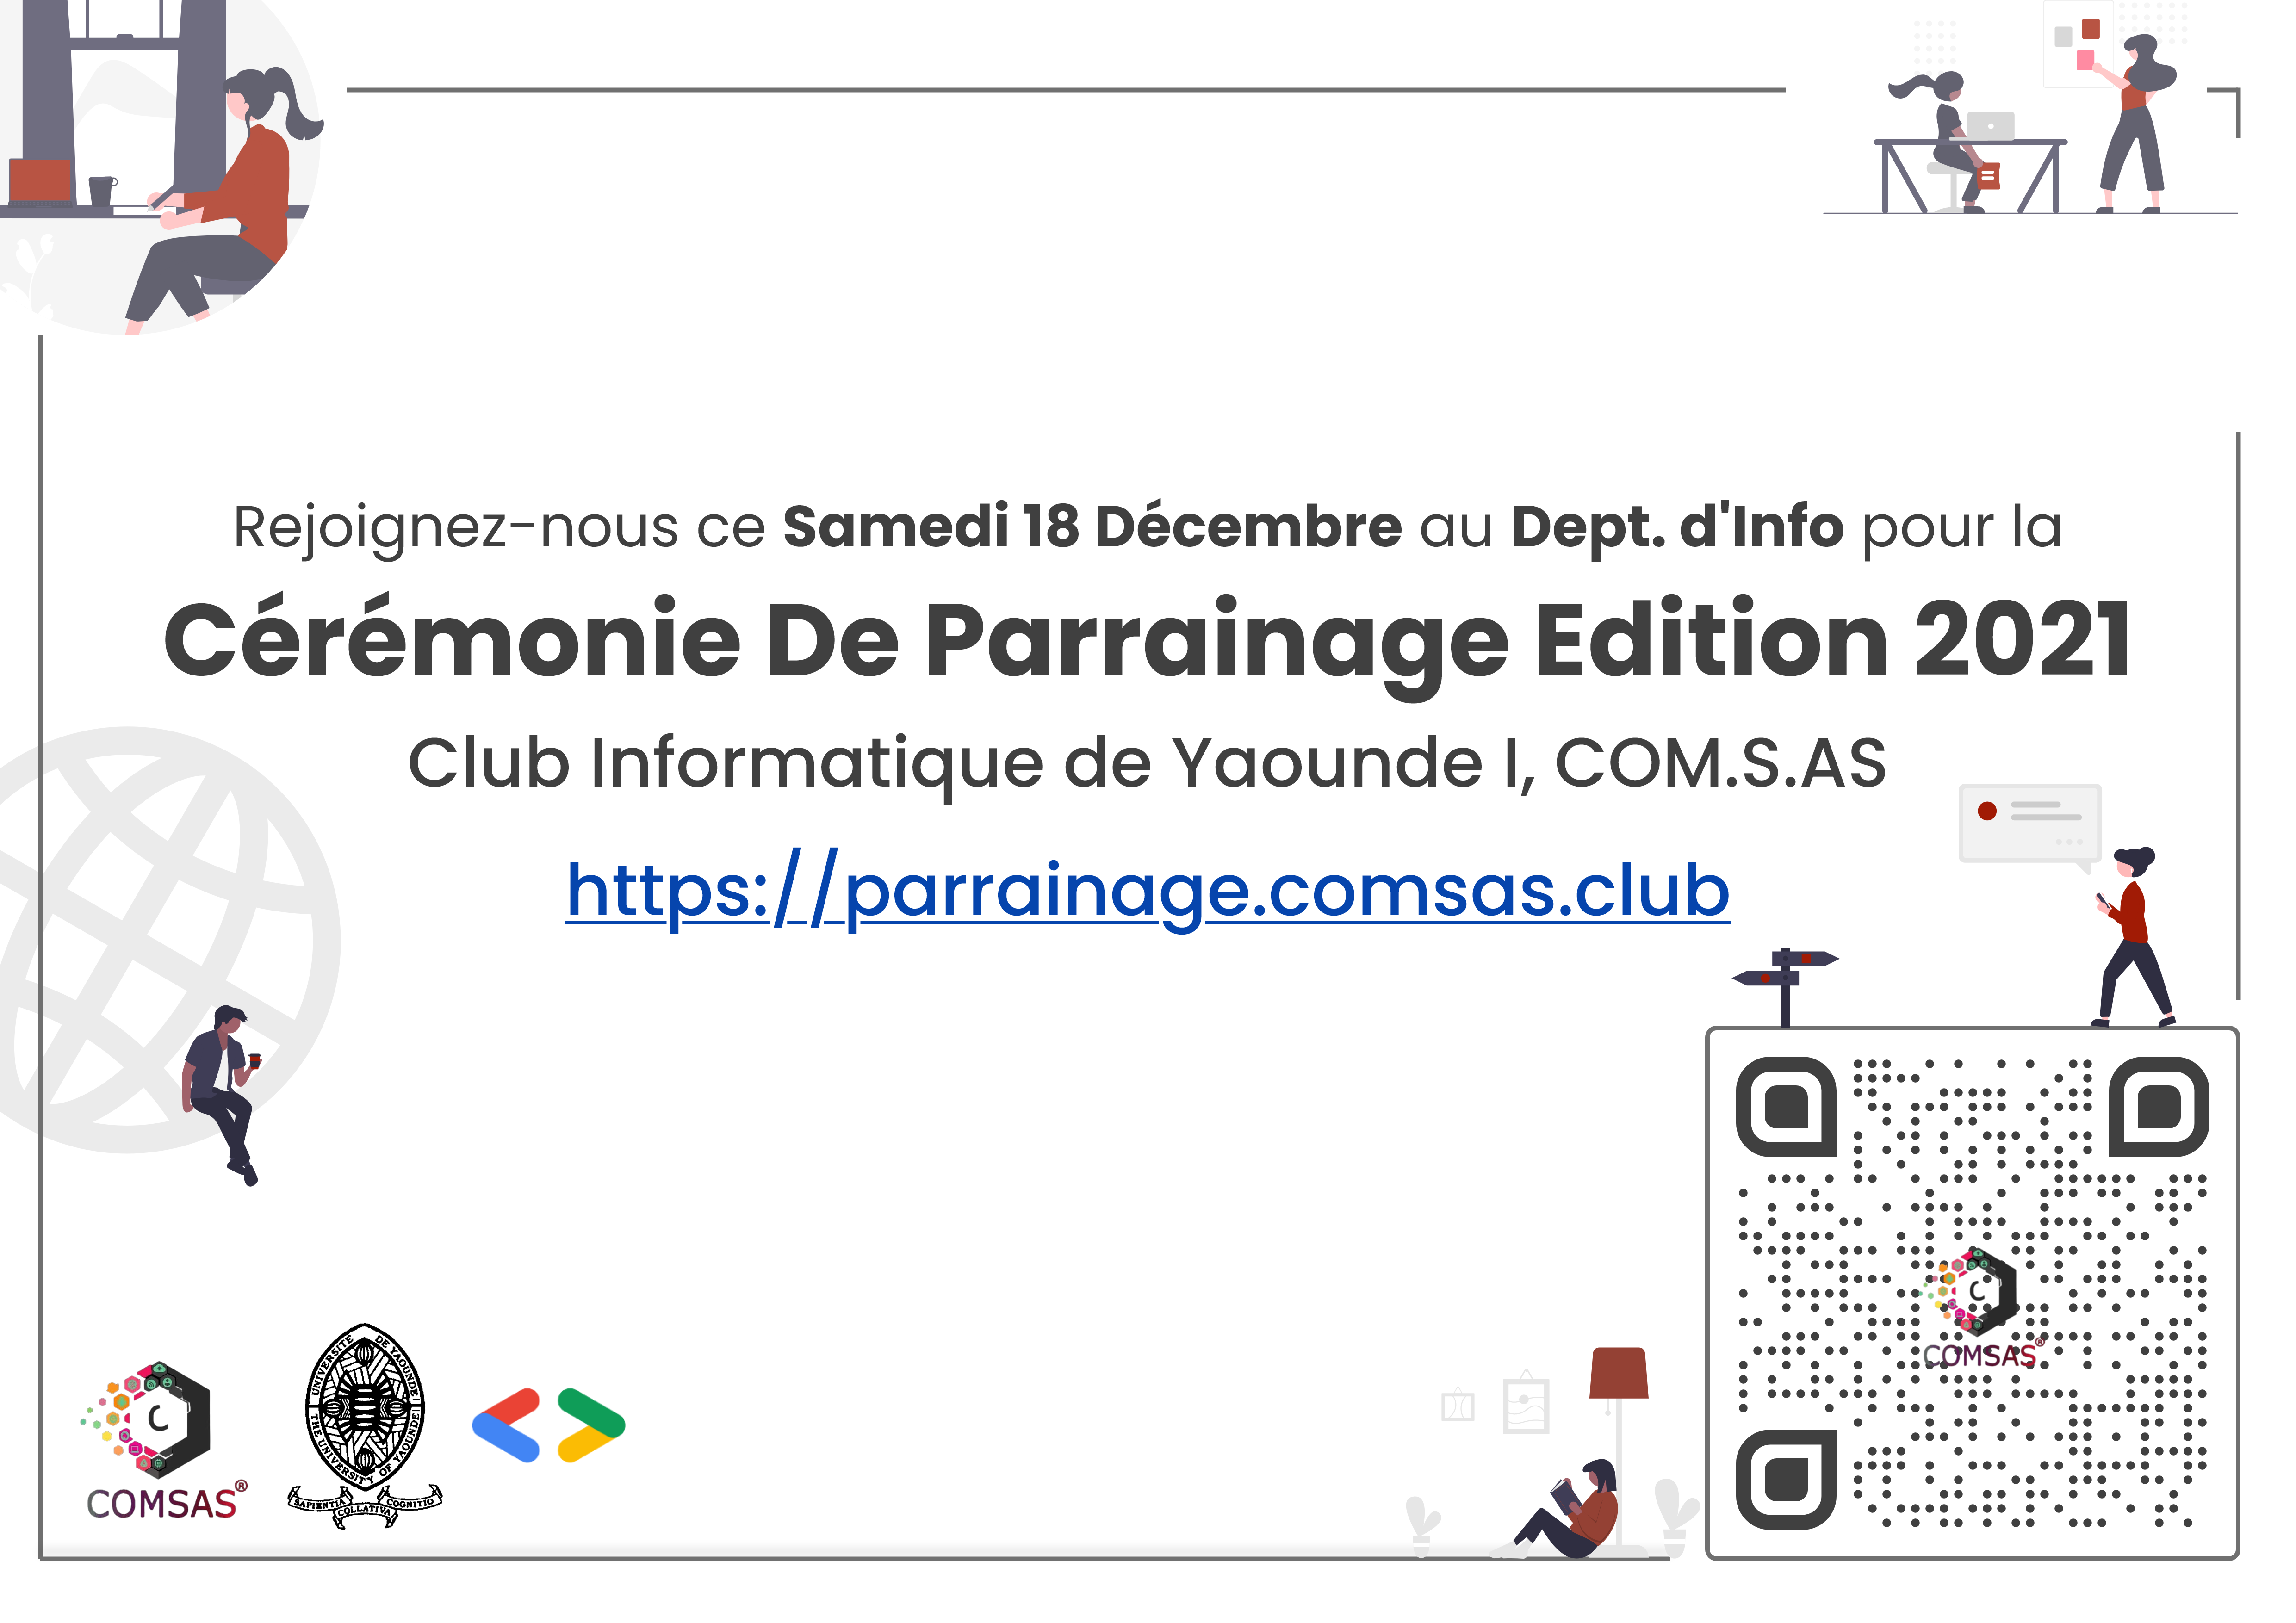 Rejoignez-nous ce Samedi 18 Décembre au Dept. d'Info pour la
Cérémonie De Parrainage Edition 2021
Club Informatique de Yaounde I, COM.S.AS
https://parrainage.comsas.club
C
COMSAS®
C
COMSAS®
UNIVERSITE DE YAOUNDE I
THE UNIVERSITY OF YAOUNDE I
SAPIENTIA COLLATIVA COGNITIO